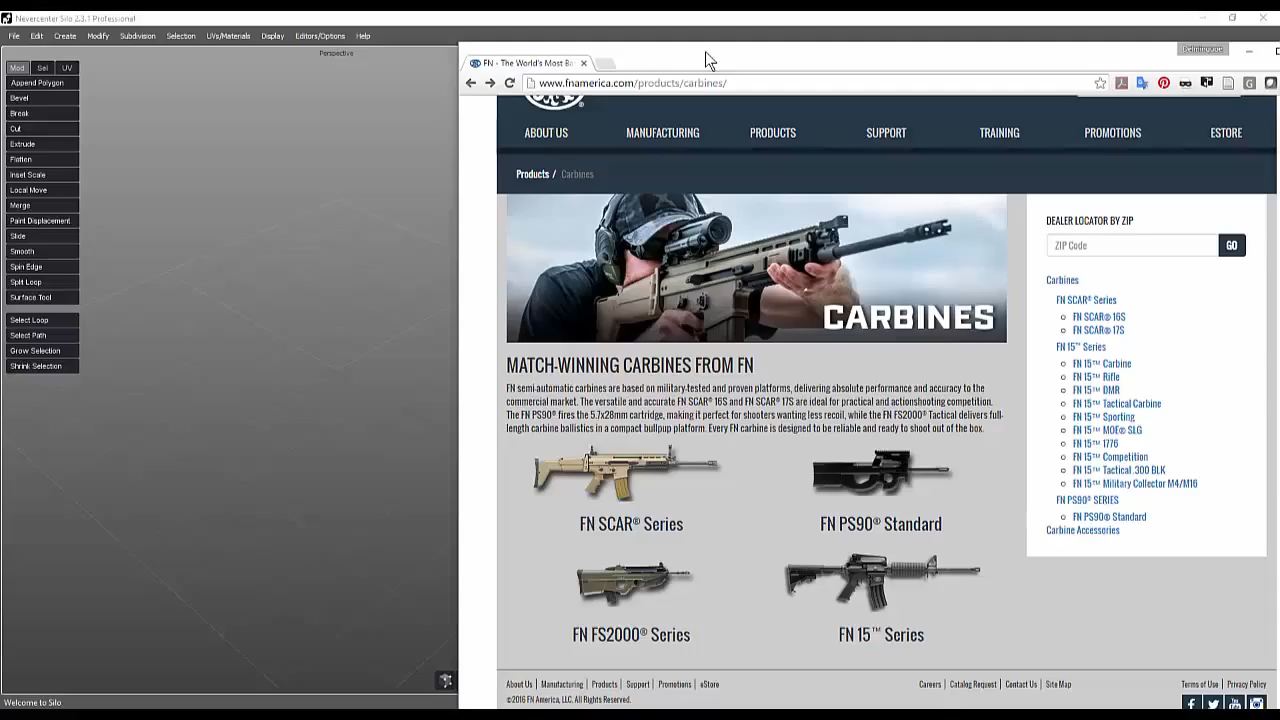 Nevercenter Silo 2.3.1 Professional
File Edit Create Modify Subdivision Selection UVs/Materials Display Editors/Options Help
Perspective
Mod Sel UV
Append Polygon
Bevel
Break
Cut
Extrude
Flatten
Inset Scale
Local Move
Merge
Paint Displacement
Slide
Smooth
Spin Edge
Split Loop
Surface Tool
Select Loop
Select Path
Grow Selection
Shrink Selection
Welcome to Silo
FN - The World's Most Ba
www.fnamerica.com/products/carbines/
ABOUT US MANUFACTURING PRODUCTS SUPPORT TRAINING PROMOTIONS ESTORE
Products / Carbines
CARBINES
MATCH-WINNING CARBINES FROM FN
FN semi-automatic carbines are based on military-tested and proven platforms, delivering absolute performance and accuracy to the
commercial market. The versatile and accurate FN SCAR® 16S and FN SCAR® 17S are ideal for practical and actionshooting competition.
The FN PS90® fires the 5.7x28mm cartridge, making it perfect for shooters wanting less recoil, while the FN FS2000® Tactical delivers full-
length carbine ballistics in a compact bullpup platform. Every FN carbine is designed to be reliable and ready to shoot out of the box.
FN SCAR® Series
FN PS90® Standard
FN FS2000® Series
FN 15™ Series
DEALER LOCATOR BY ZIP
ZIP Code GO
Carbines
FN SCAR® Series
FN SCAR® 16S
FN SCAR® 17S
FN 15™ Series
FN 15™ Carbine
FN 15™ Rifle
FN 15™ DMR
FN 15™ Tactical Carbine
FN 15™ Sporting
FN 15™ MOE® SLG
FN 15™ 1776
FN 15™ Competition
FN 15™ Tactical .300 BLK
FN 15™ Military Collector M4/M16
FN PS90® SERIES
FN PS90® Standard
Carbine Accessories
About Us Manufacturing Products Support Promotions eStore
Careers Catalog Request Contact Us Site Map
Terms of Use Privacy Policy
©2016 FN America, LLC. All Rights Reserved.